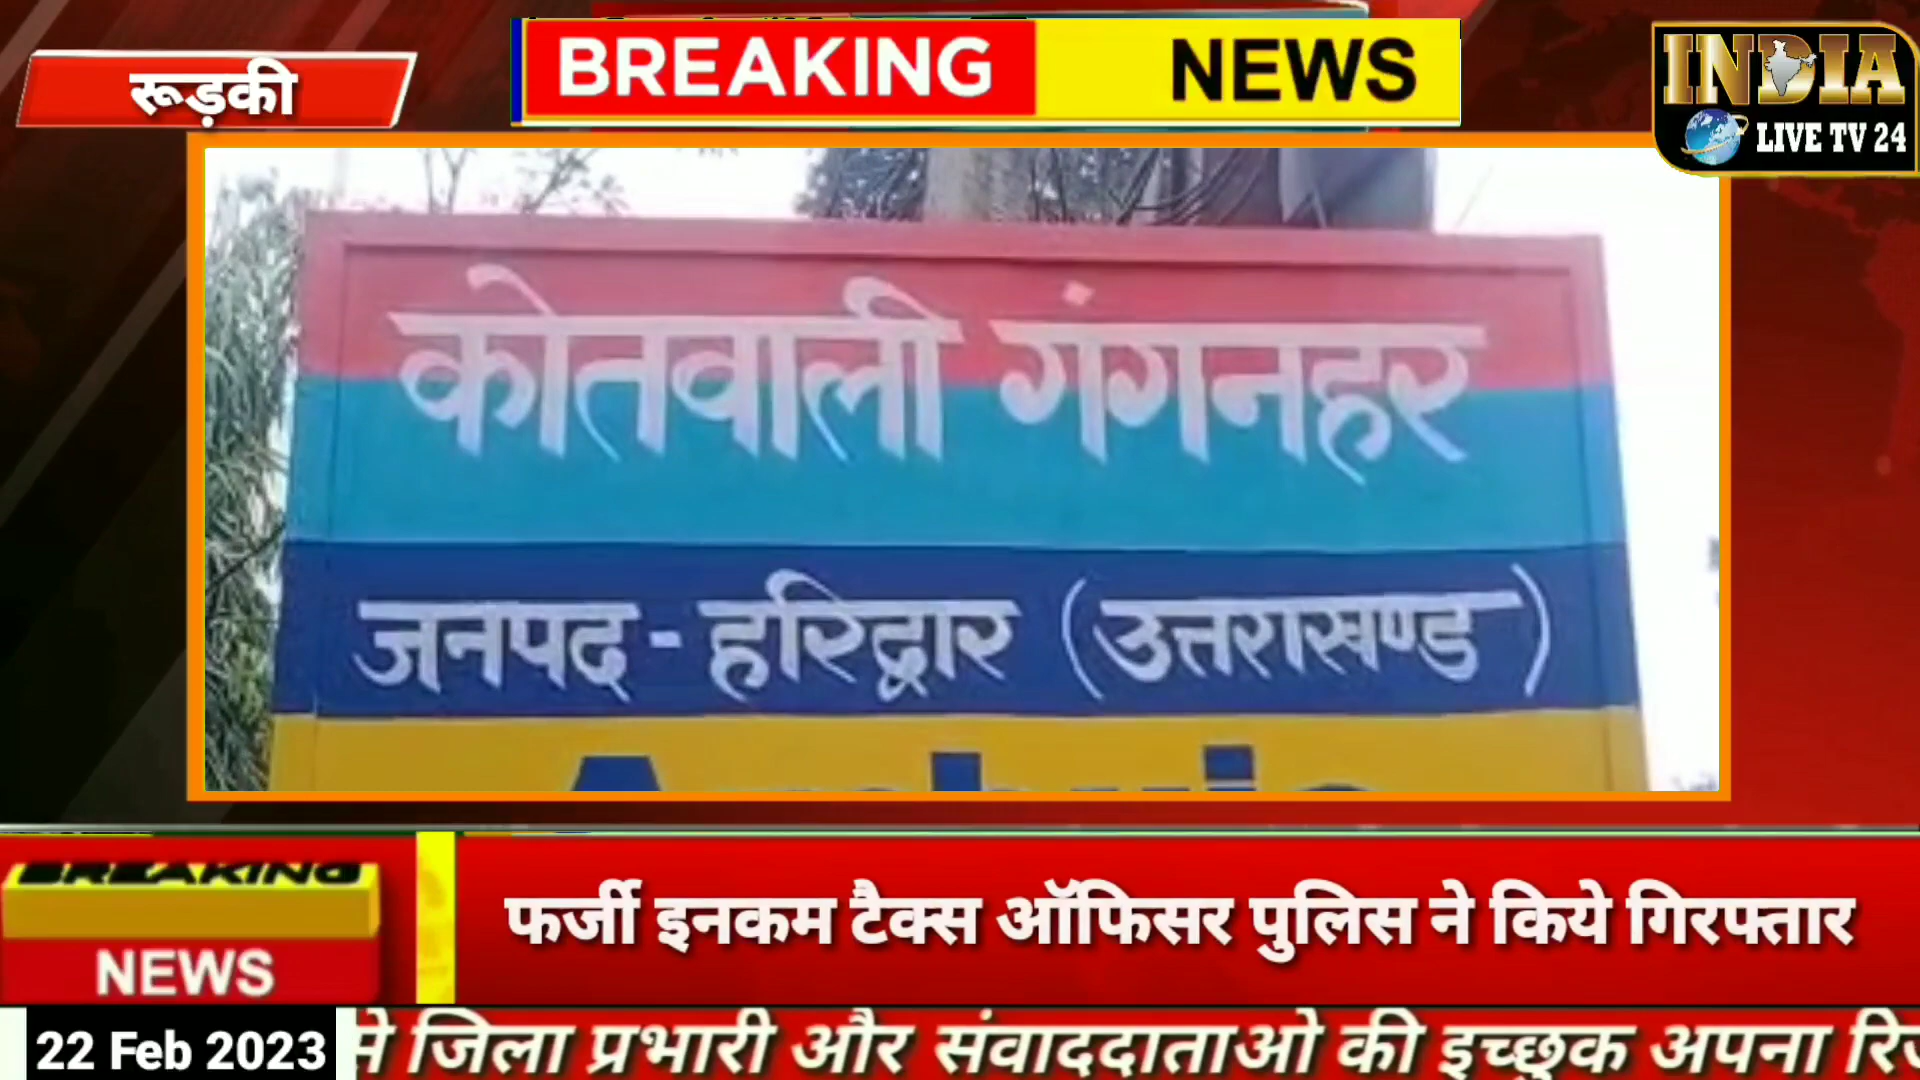 रूड़की
BREAKING NEWS
INDIA
LIVE TV 24
कोतवाली गंगनहर
जनपद - हरिद्वार (उत्तराखण्ड)
BREAKING
NEWS
फर्जी इनकम टैक्स ऑफिसर पुलिस ने किये गिरफ्तार
22 Feb 2023
से जिला प्रभारी और संवाददाताओ की इच्छुक अपना